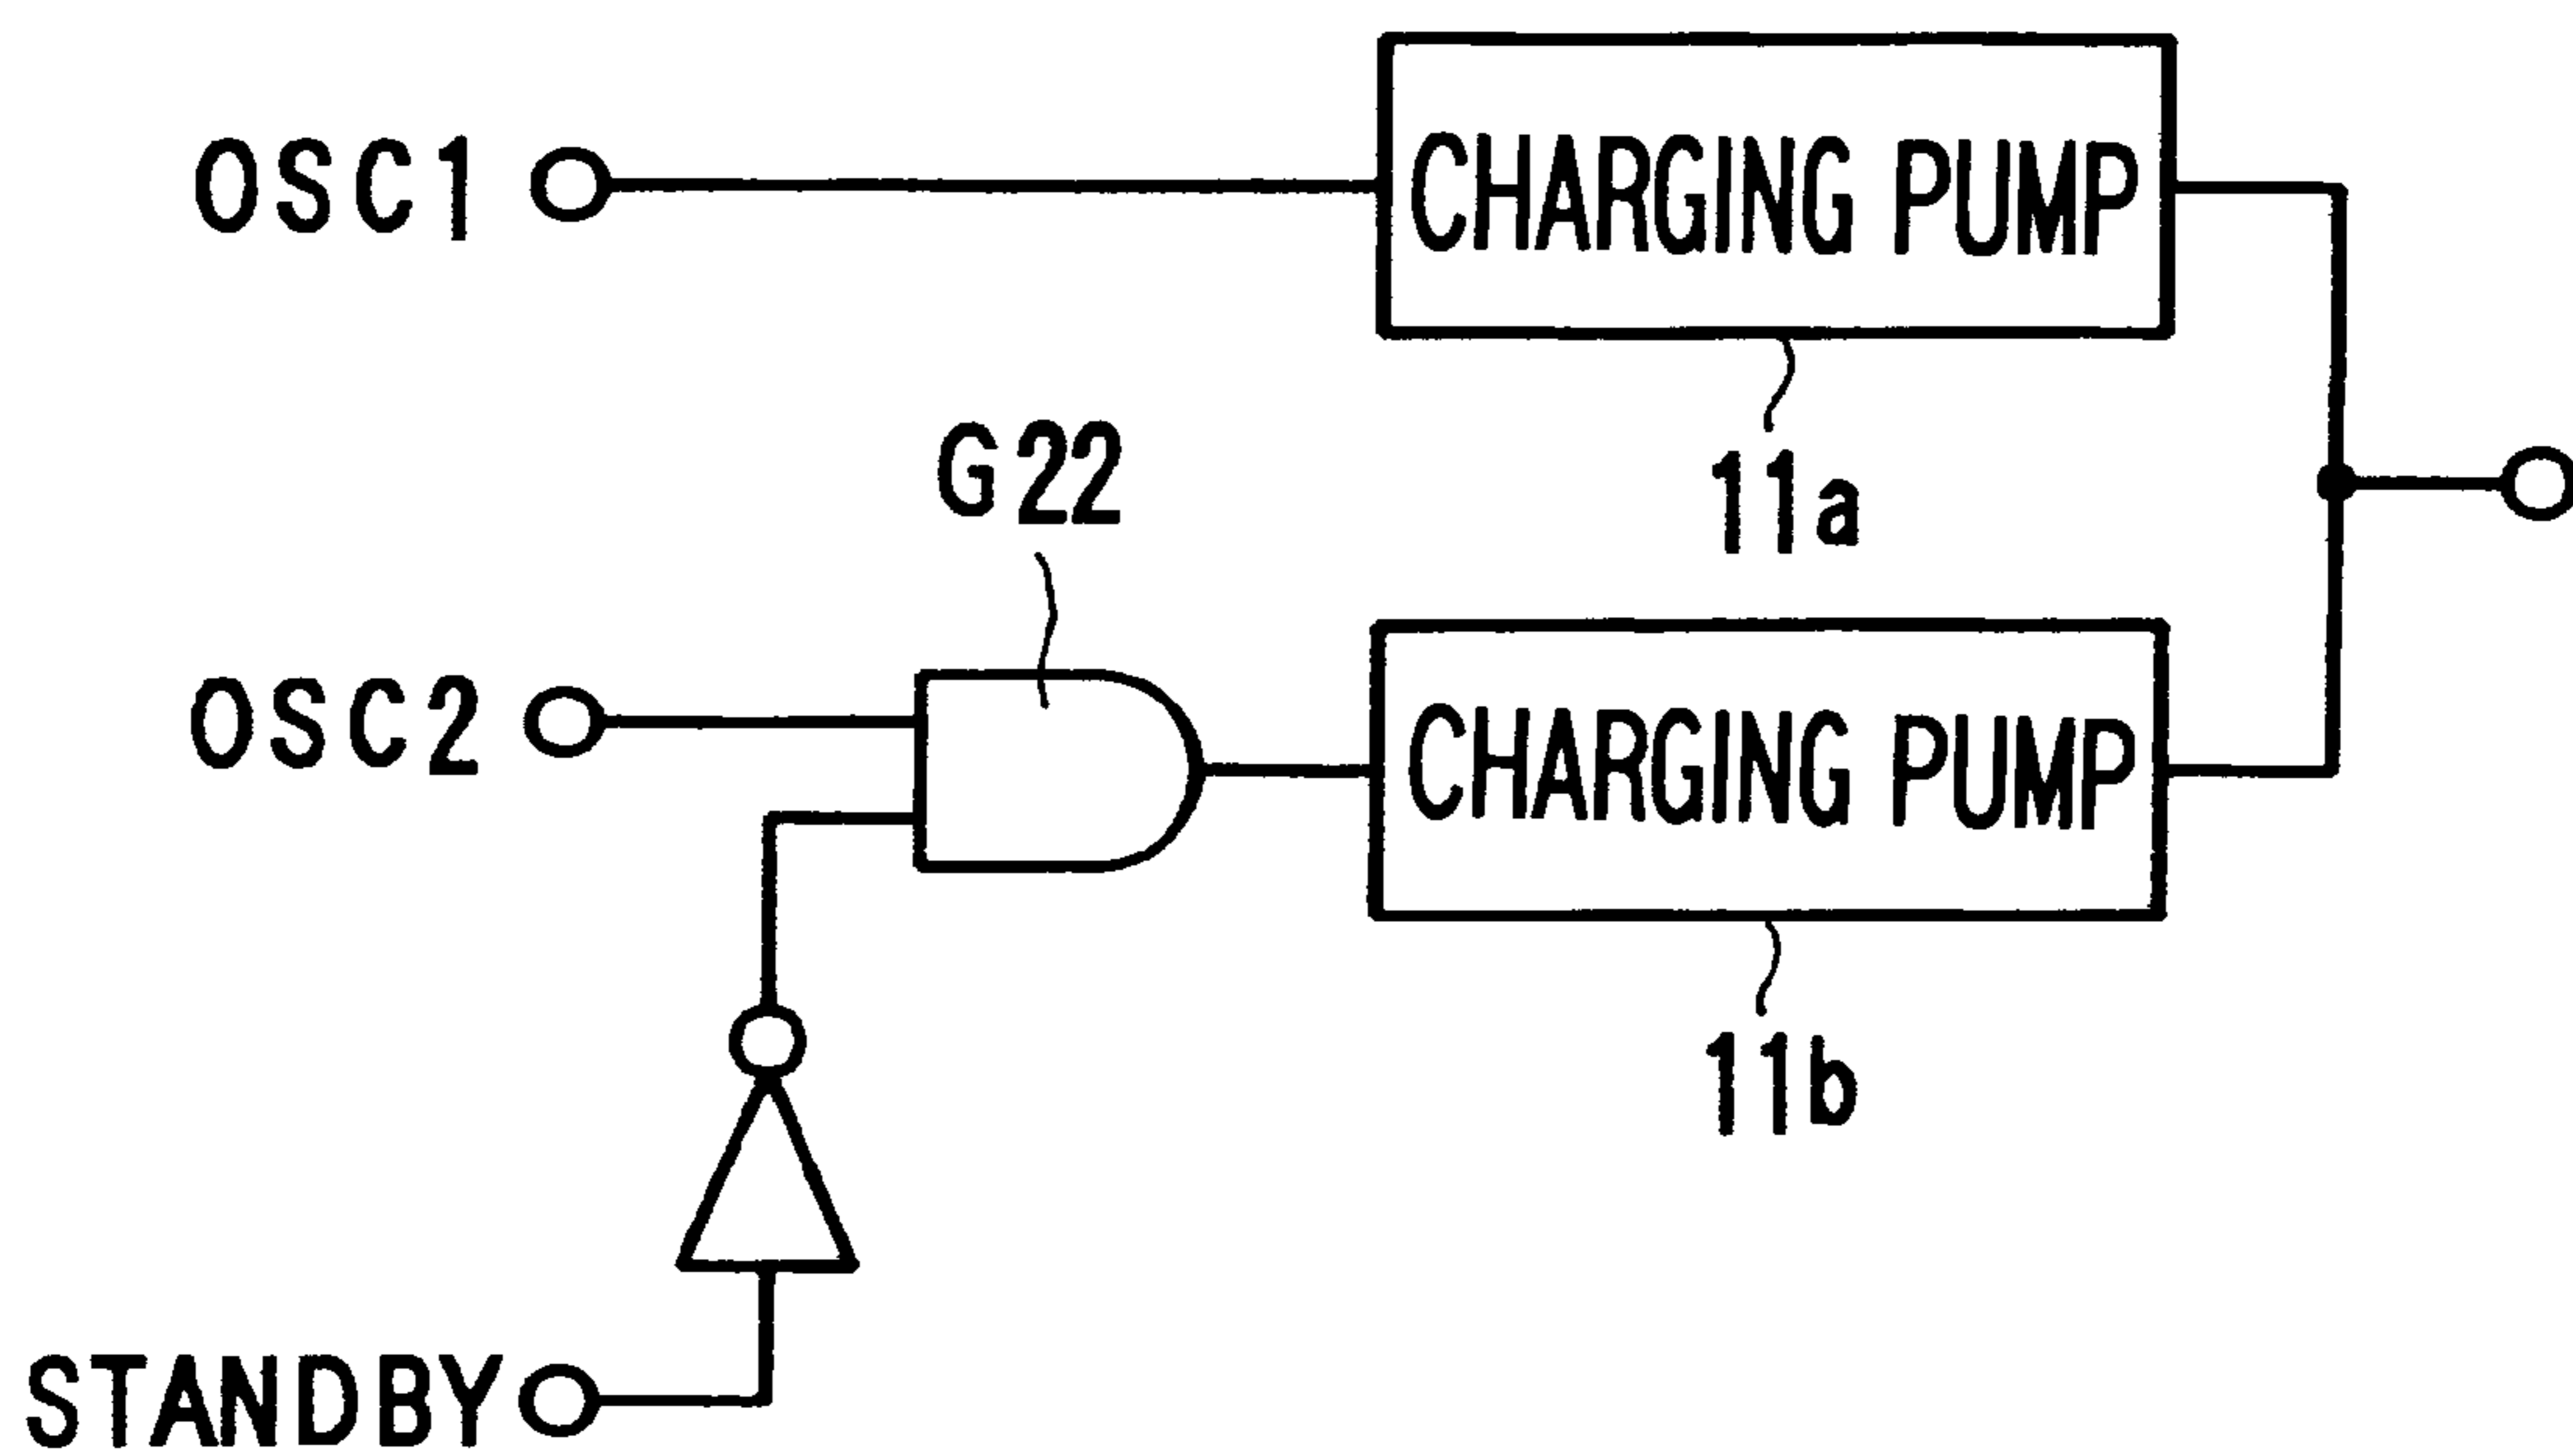 OSC1
CHARGING PUMP
11a
G22
OSC2
CHARGING PUMP
11b
STANDBY